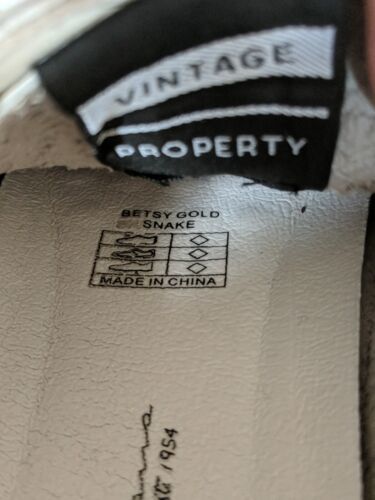 VINTAGE
PROPERTY
BETSY GOLD
SNAKE
MADE IN CHINA
1954